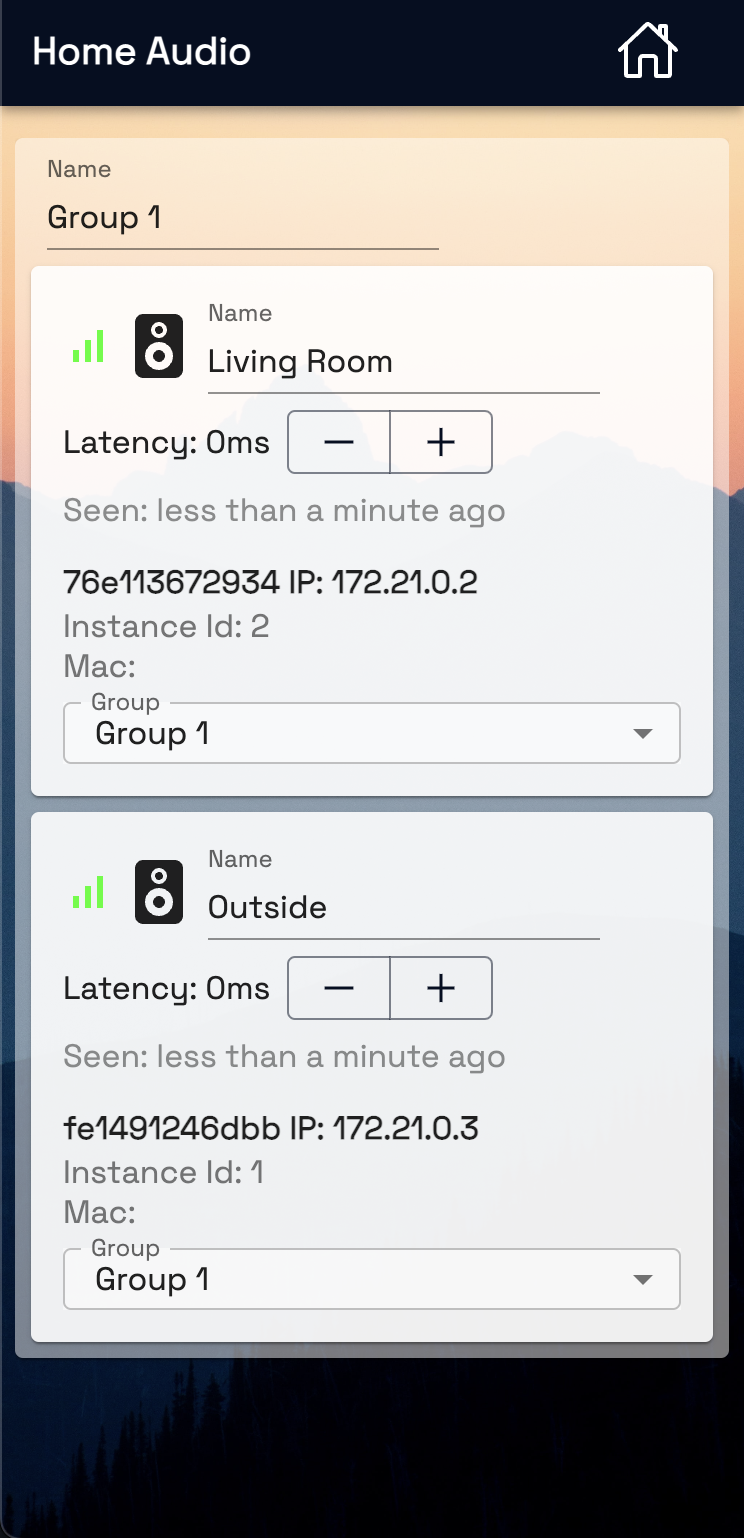 Home Audio
Name
Group 1
Name
Living Room
Latency: 0ms
Seen: less than a minute ago
76e113672934 IP: 172.21.0.2
Instance Id: 2
Mac:
Group
Group 1
Name
Outside
Latency: 0ms
Seen: less than a minute ago
fe1491246dbb IP: 172.21.0.3
Instance Id: 1
Mac:
Group
Group 1